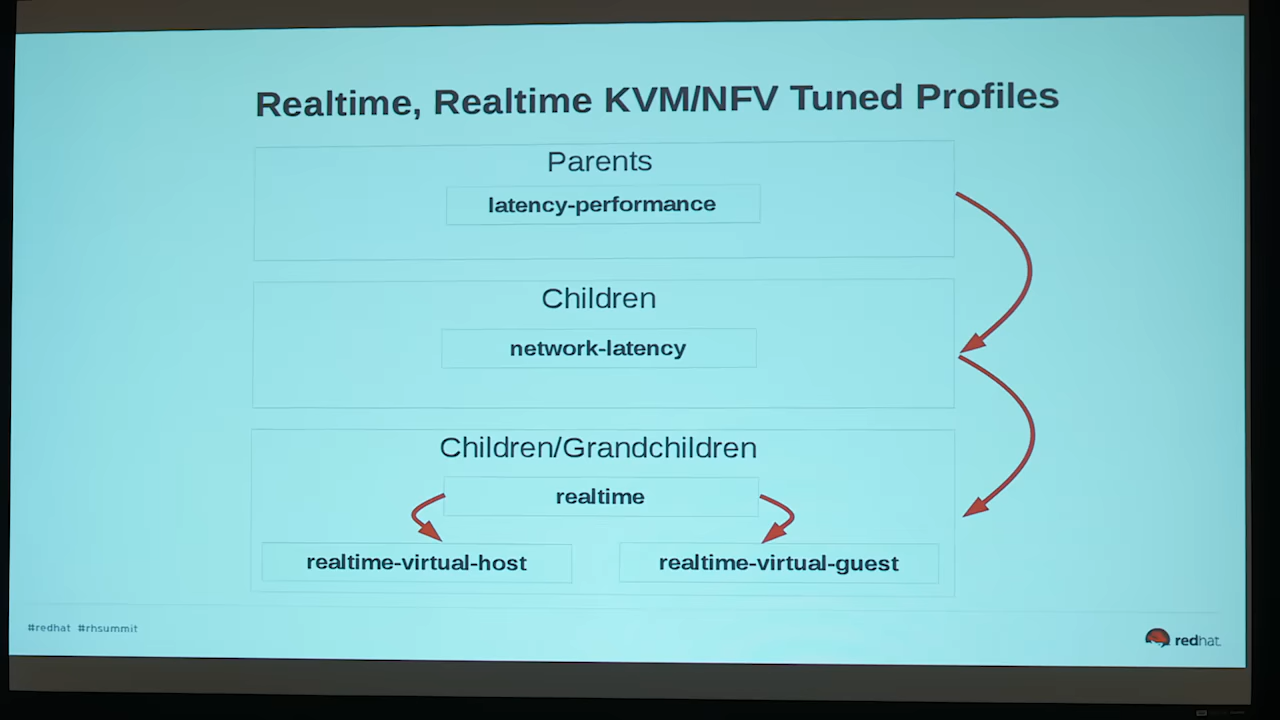 Realtime, Realtime KVM/NFV Tuned Profiles
Parents
latency-performance
Children
network-latency
Children/Grandchildren
realtime
realtime-virtual-host
realtime-virtual-guest
#redhat #rhsummit
redhat.